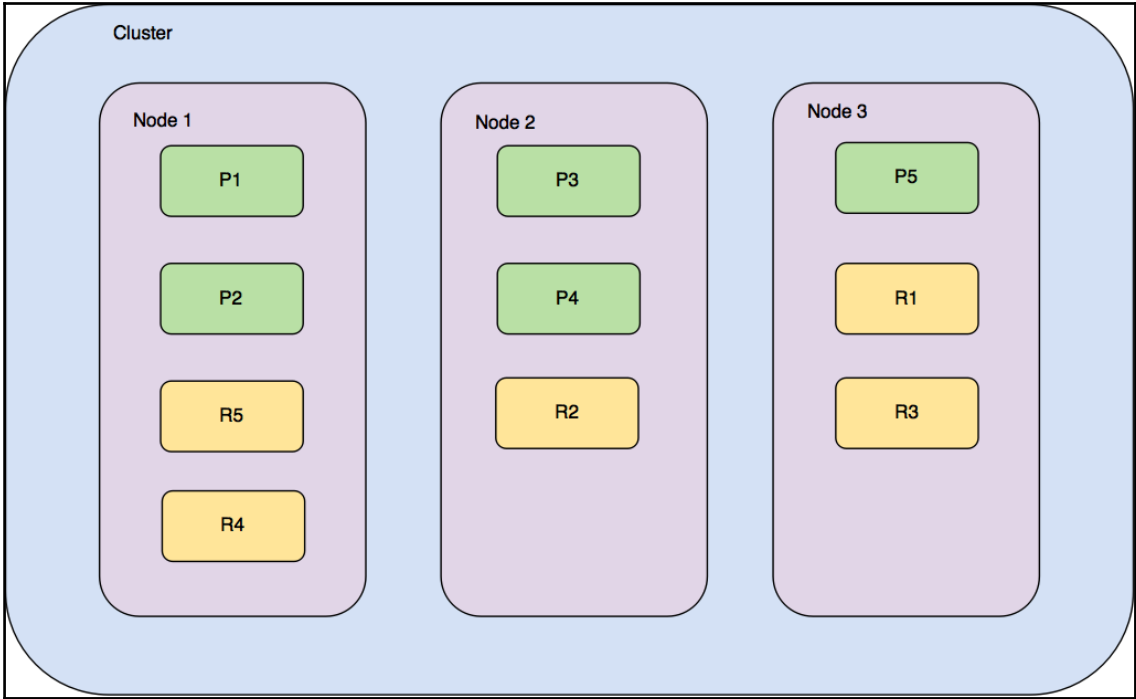 Cluster
Node 1
P1
P2
R5
R4
Node 2
P3
P4
R2
Node 3
P5
R1
R3